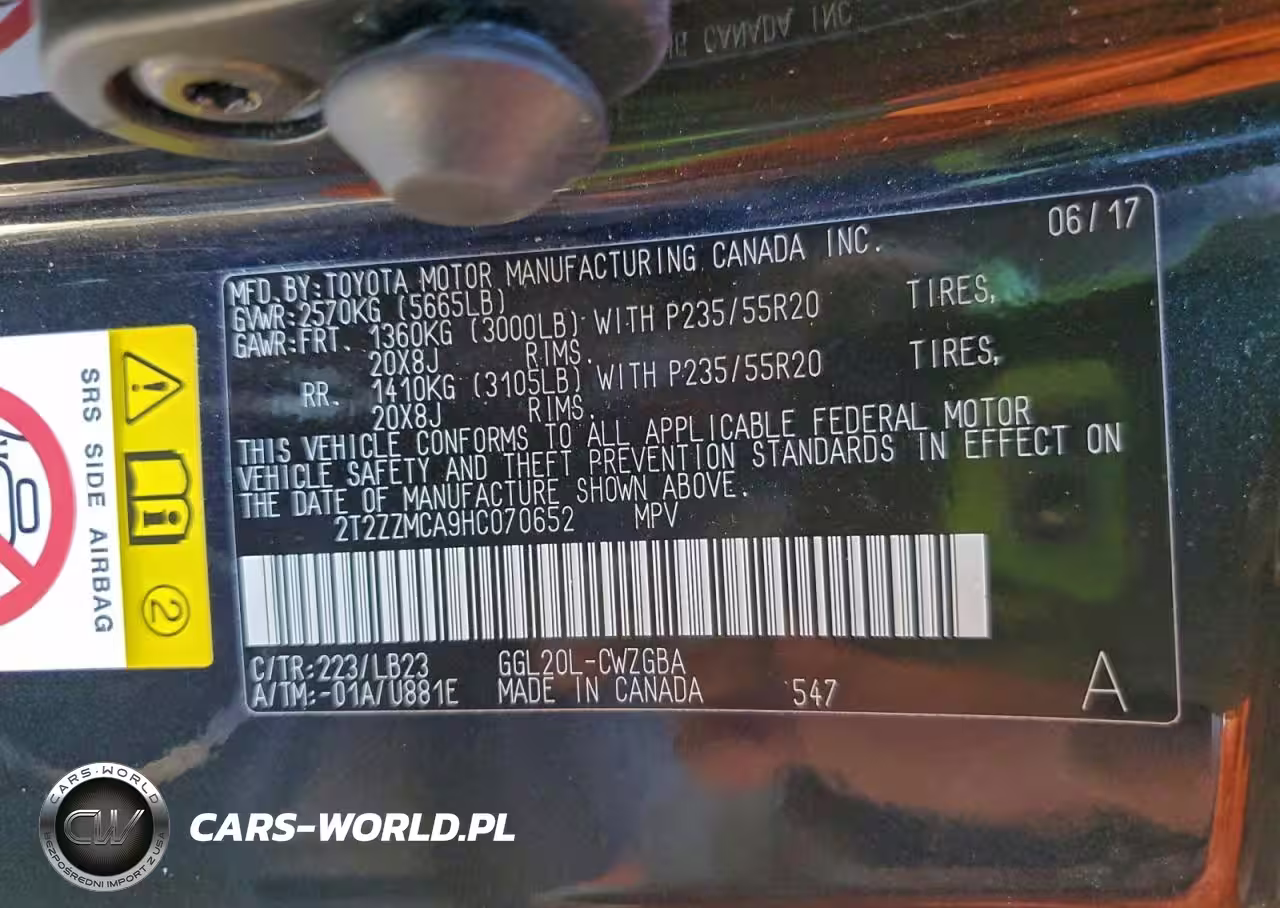 CANADA INC
06/17
MFD.BY:TOYOTA MOTOR MANUFACTURING CANADA INC.
GVWR:2570KG (5665LB)
GAWR:FRT. 1360KG (3000LB) WITH P235/55R20 TIRES,
20X8J RIMS.
RR. 1410KG (3105LB) WITH P235/55R20 TIRES,
20X8J RIMS.
THIS VEHICLE CONFORMS TO ALL APPLICABLE FEDERAL MOTOR
VEHICLE SAFETY AND THEFT PREVENTION STANDARDS IN EFFECT ON
THE DATE OF MANUFACTURE SHOWN ABOVE.
2T2ZZMCA9HC070652 MPV
C/TR:223/LB23 GGL20L-CWZGBA
A/TM:-01A/U881E MADE IN CANADA 547
A
SRS SIDE AIRBAG
2
CARS-WORLD
CW
BEZPOŚREDNI IMPORT Z USA
CARS-WORLD.PL